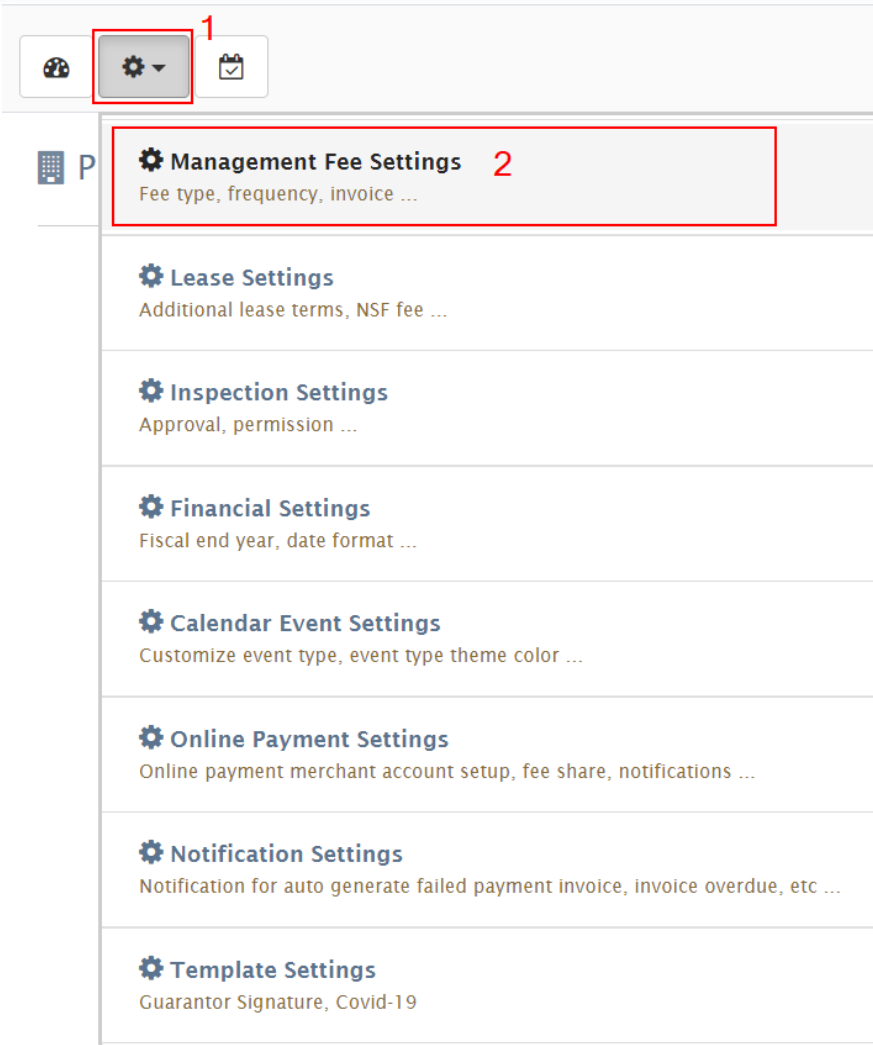 1
P
Management Fee Settings 2
Fee type, frequency, invoice ...
Lease Settings
Additional lease terms, NSF fee ...
Inspection Settings
Approval, permission ...
Financial Settings
Fiscal end year, date format ...
Calendar Event Settings
Customize event type, event type theme color ...
Online Payment Settings
Online payment merchant account setup, fee share, notifications ...
Notification Settings
Notification for auto generate failed payment invoice, invoice overdue, etc ...
Template Settings
Guarantor Signature, Covid-19